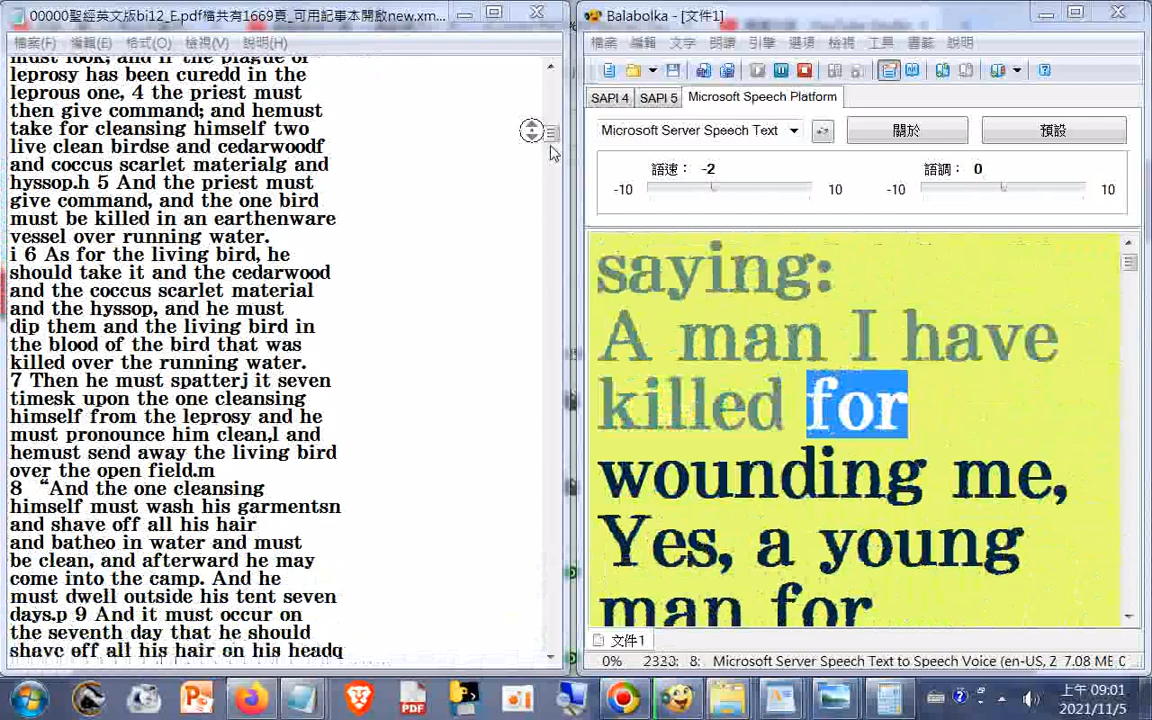 00000聖經英文版bi12_E.pdf檔共有1669頁_可用記事本開啟new.xm...
檔案(F) 編輯(E) 格式(O) 檢視(V) 說明(H)
must look; and if the plague of
leprosy has been curedd in the
leprous one, 4 the priest must
then give command; and hemust
take for cleansing himself two
live clean birdse and cedarwoodf
and coccus scarlet materialg and
hyssop.h 5 And the priest must
give command, and the one bird
must be killed in an earthenware
vessel over running water.
i 6 As for the living bird, he
should take it and the cedarwood
and the coccus scarlet material
and the hyssop, and he must
dip them and the living bird in
the blood of the bird that was
killed over the running water.
7 Then he must spatterj it seven
timesk upon the one cleansing
himself from the leprosy and he
must pronounce him clean,l and
hemust send away the living bird
over the open field.m
8 “And the one cleansing
himself must wash his garmentsn
and shave off all his hair
and batheo in water and must
be clean, and afterward he may
come into the camp. And he
must dwell outside his tent seven
days.p 9 And it must occur on
the seventh day that he should
shave off all his hair on his headq
Balabolka - [文件1]
檔案 編輯 文字 朗讀 引擎 選項 檢視 工具 書籤 說明
SAPI 4 SAPI 5 Microsoft Speech Platform
Microsoft Server Speech Text 關於 預設
語速： -2 語調： 0
-10 10 -10 10
saying:
A man I have
killed for
wounding me,
Yes, a young
man for
文件1
0% 2333: 8: Microsoft Server Speech Text to Speech Voice (en-US, 2 7.08 ME 0
上午 09:01
2021/11/5